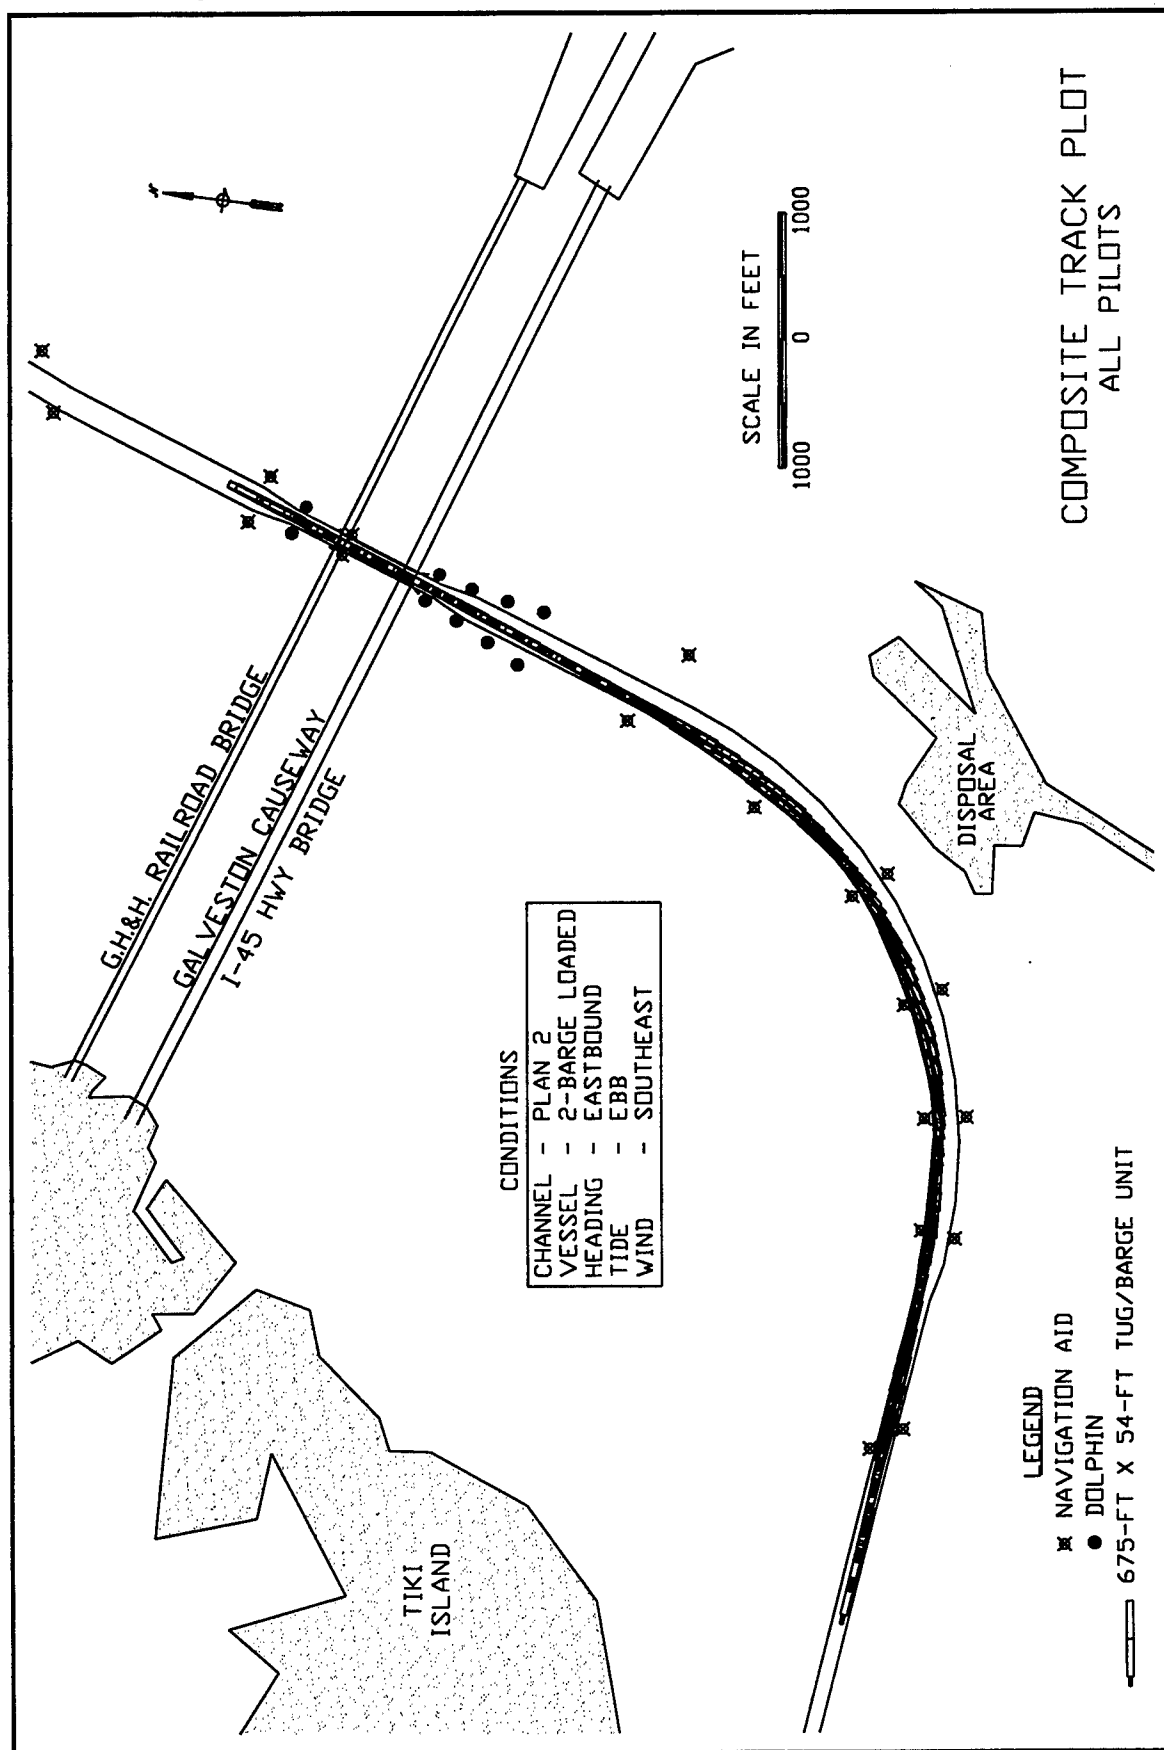 N
G.H.&H. RAILROAD BRIDGE
GALVESTON CAUSEWAY
I-45 HWY BRIDGE
TIKI
ISLAND
CONDITIONS
CHANNEL - PLAN 2
VESSEL - 2-BARGE LOADED
HEADING - EASTBOUND
TIDE - EBB
WIND - SOUTHEAST
SCALE IN FEET
1000 0 1000
DISPOSAL
AREA
LEGEND
NAVIGATION AID
DOLPHIN
675-FT X 54-FT TUG/BARGE UNIT
COMPOSITE TRACK PLOT
ALL PILOTS